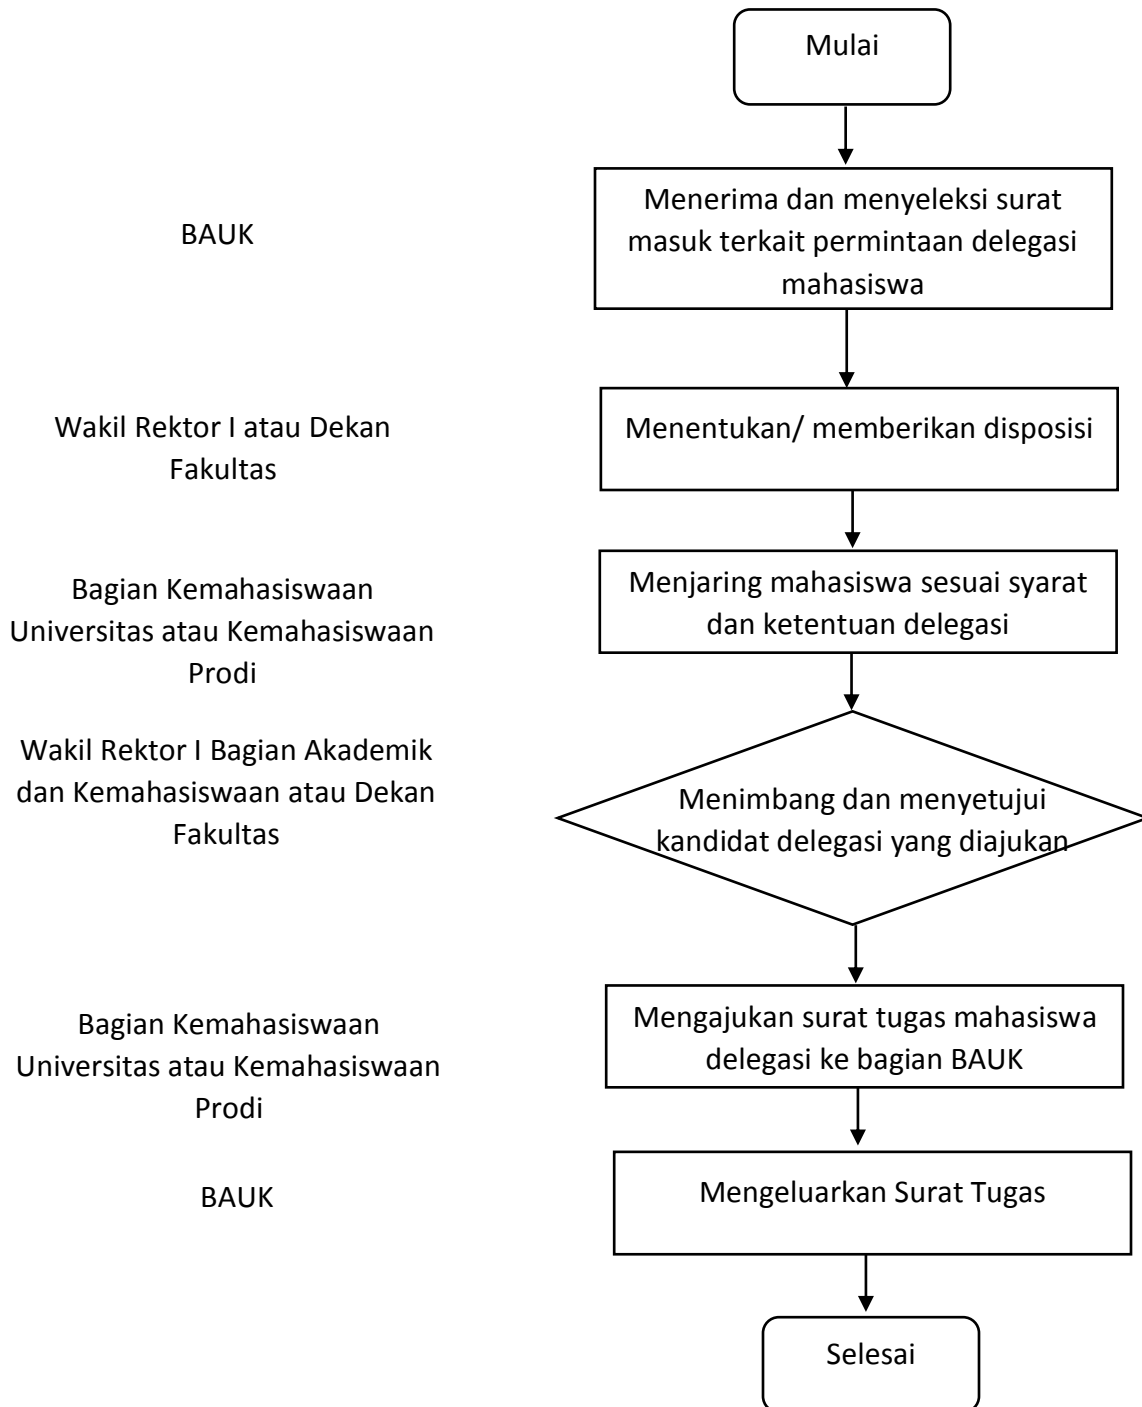 Mulai
BAUK
Menerima dan menyeleksi surat
masuk terkait permintaan delegasi
mahasiswa
Wakil Rektor I atau Dekan
Fakultas
Menentukan/ memberikan disposisi
Bagian Kemahasiswaan
Universitas atau Kemahasiswaan
Prodi
Menjaring mahasiswa sesuai syarat
dan ketentuan delegasi
Wakil Rektor I Bagian Akademik
dan Kemahasiswaan atau Dekan
Fakultas
Menimbang dan menyetujui
kandidat delegasi yang diajukan
Bagian Kemahasiswaan
Universitas atau Kemahasiswaan
Prodi
Mengajukan surat tugas mahasiswa
delegasi ke bagian BAUK
BAUK
Mengeluarkan Surat Tugas
Selesai